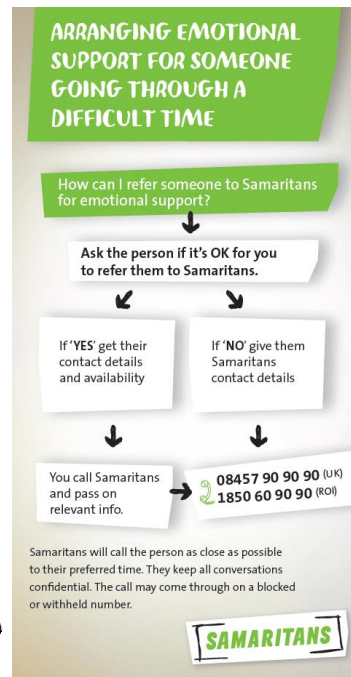 ARRANGING EMOTIONAL
SUPPORT FOR SOMEONE
GOING THROUGH A
DIFFICULT TIME
How can I refer someone to Samaritans
for emotional support?
Ask the person if it's OK for you
to refer them to Samaritans.
If 'YES' get their
contact details
and availability
If 'NO' give them
Samaritans
contact details
You call Samaritans
and pass on
relevant info.
08457 90 90 90 (UK)
1850 60 90 90 (ROI)
Samaritans will call the person as close as possible
to their preferred time. They keep all conversations
confidential. The call may come through on a blocked
or withheld number.
SAMARITANS